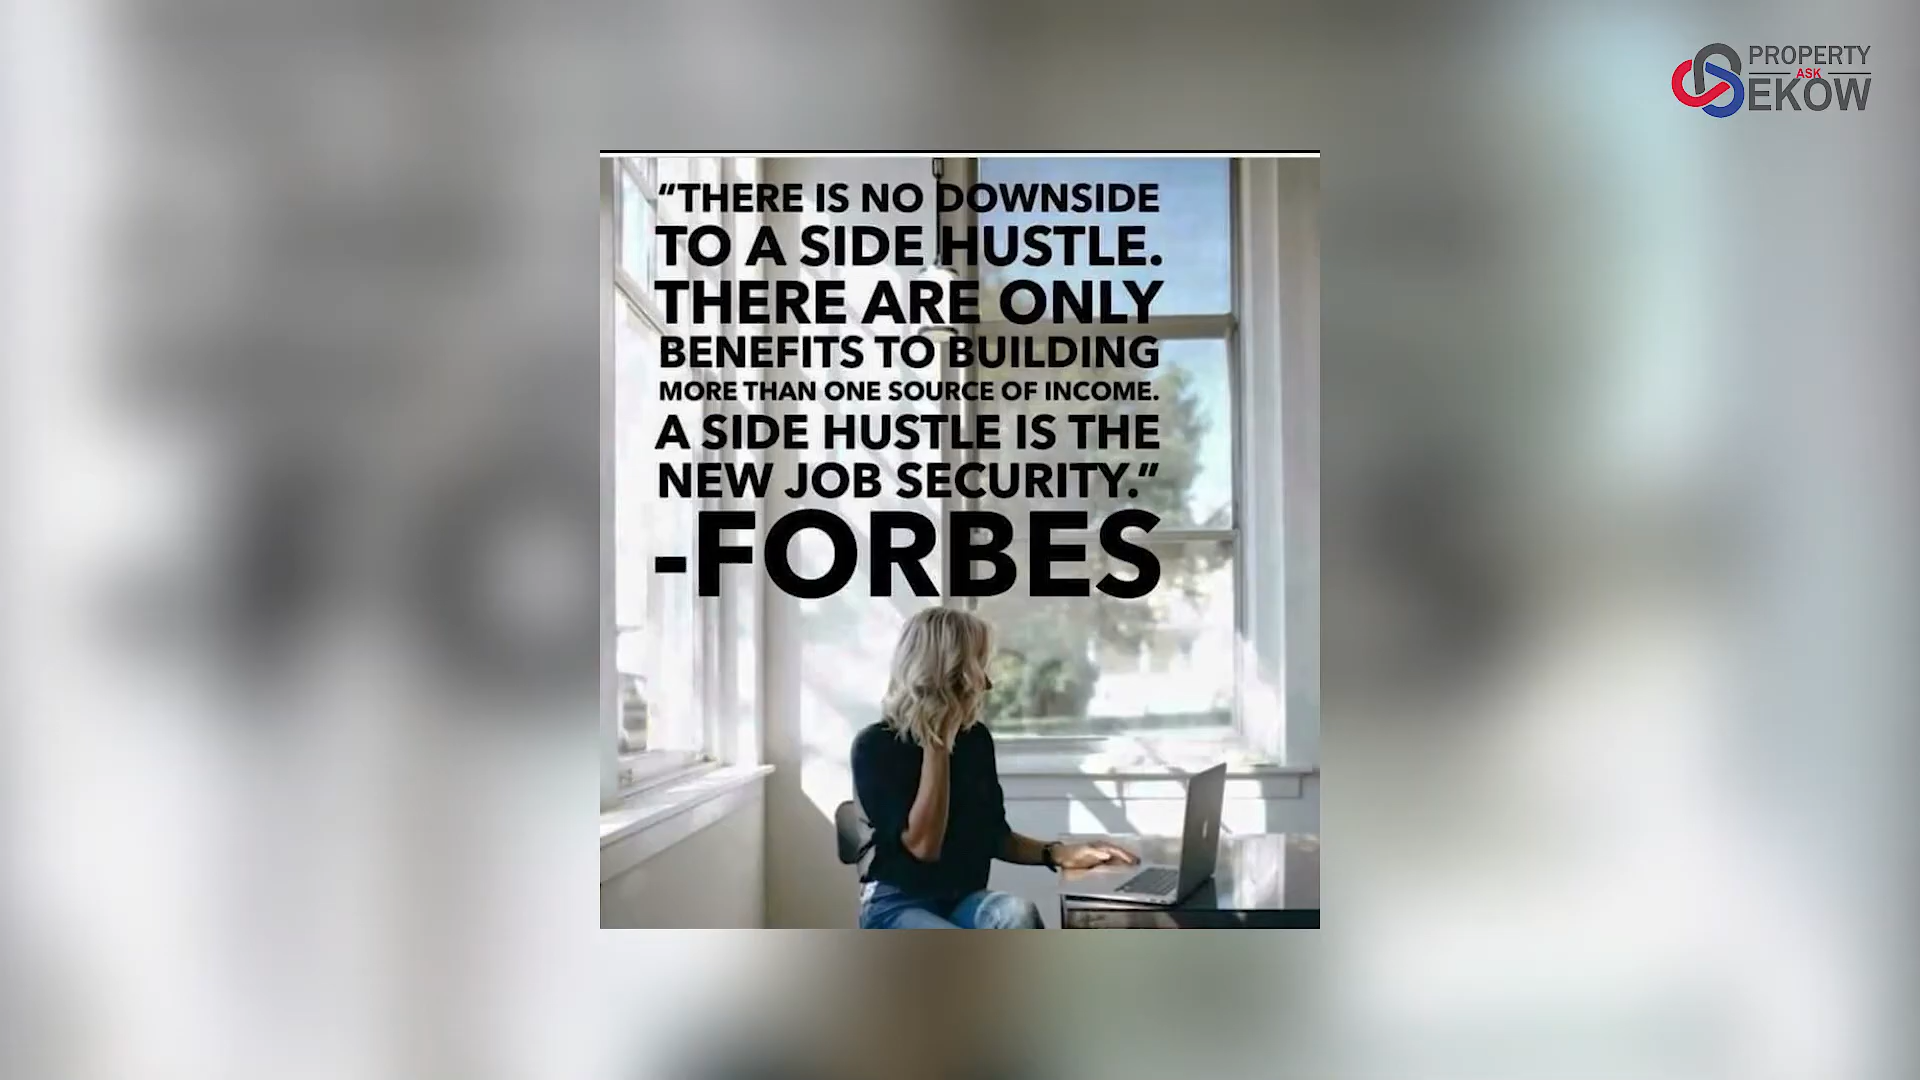 PROPERTY
ASK
EKOW
“THERE IS NO DOWNSIDE
TO A SIDE HUSTLE.
THERE ARE ONLY
BENEFITS TO BUILDING
MORE THAN ONE SOURCE OF INCOME.
A SIDE HUSTLE IS THE
NEW JOB SECURITY.”
-FORBES